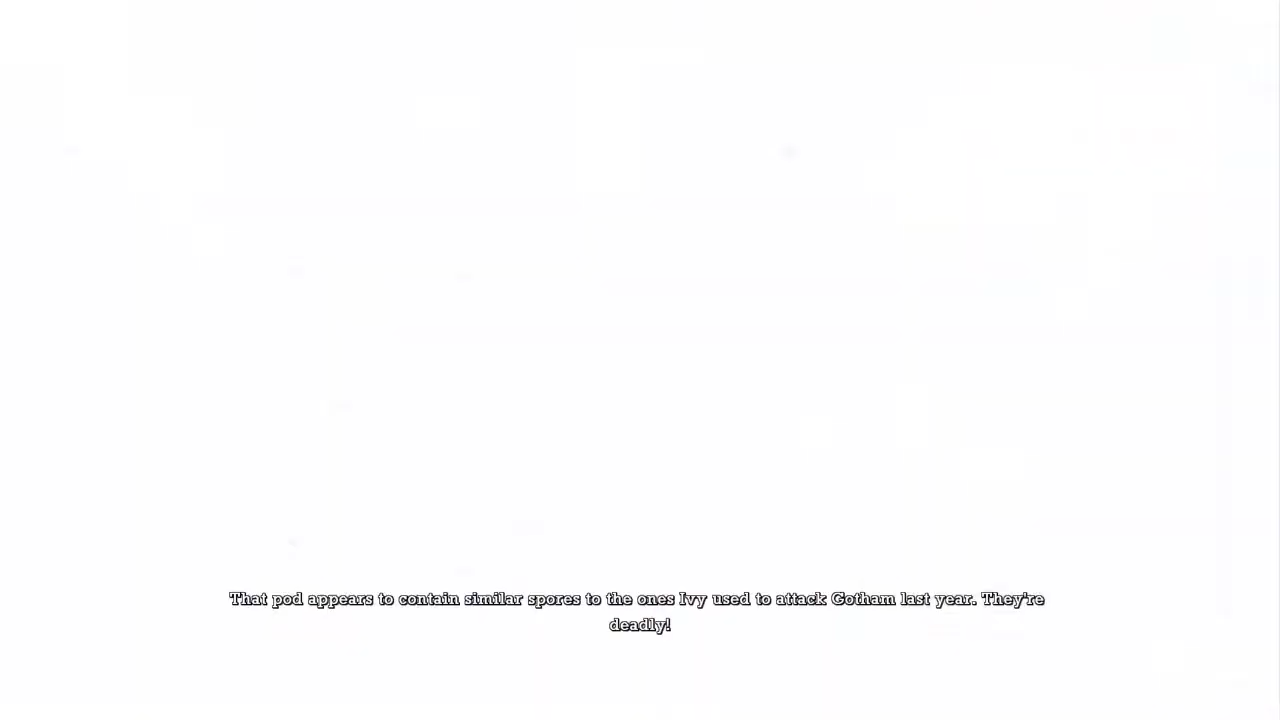 That pod appears to contain similar spores to the ones Ivy used to attack Gotham last year. They're
deadly!